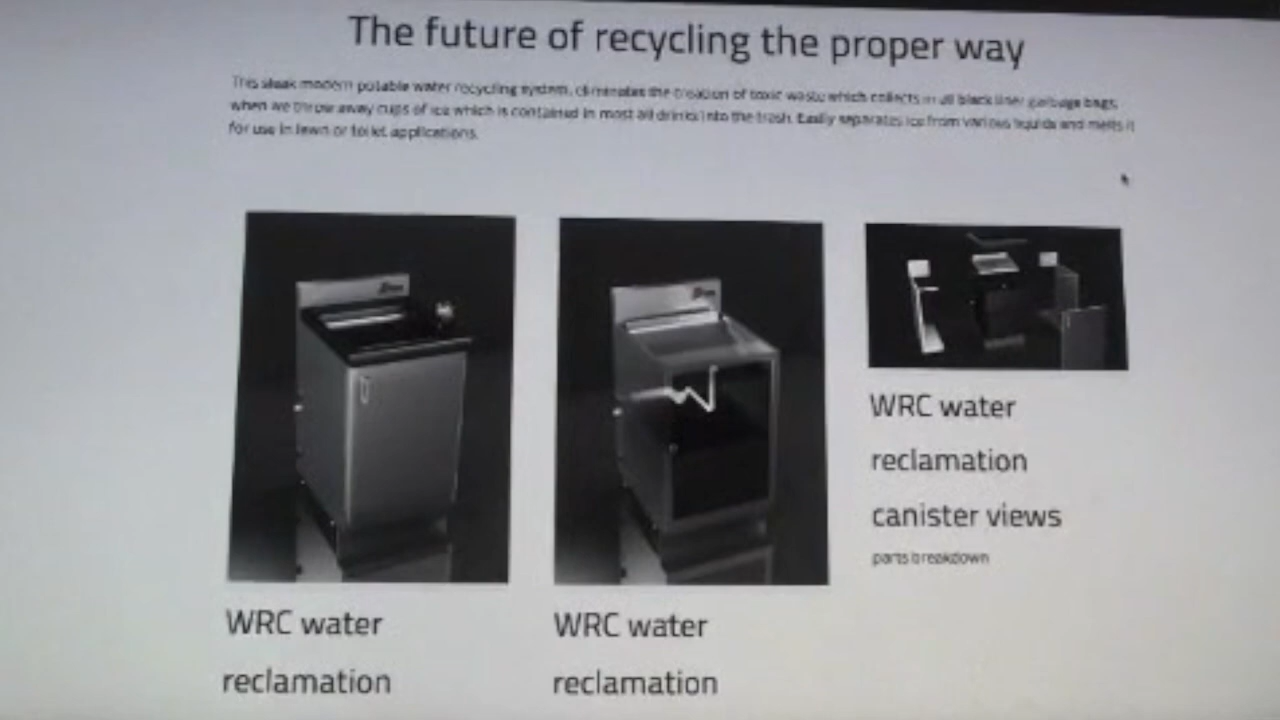 The future of recycling the proper way
This sleak modern potable water recycling system, eliminates the creation of toxic waste which collects in all black liner garbage bags,
when we throw away cups of ice which is contained in most all drinks into the trash. Easily separates ice from various liquids and melts it
for use in lawn or toilet applications.
WRC water
reclamation
canister views
parts breakdown
WRC water
reclamation
WRC water
reclamation